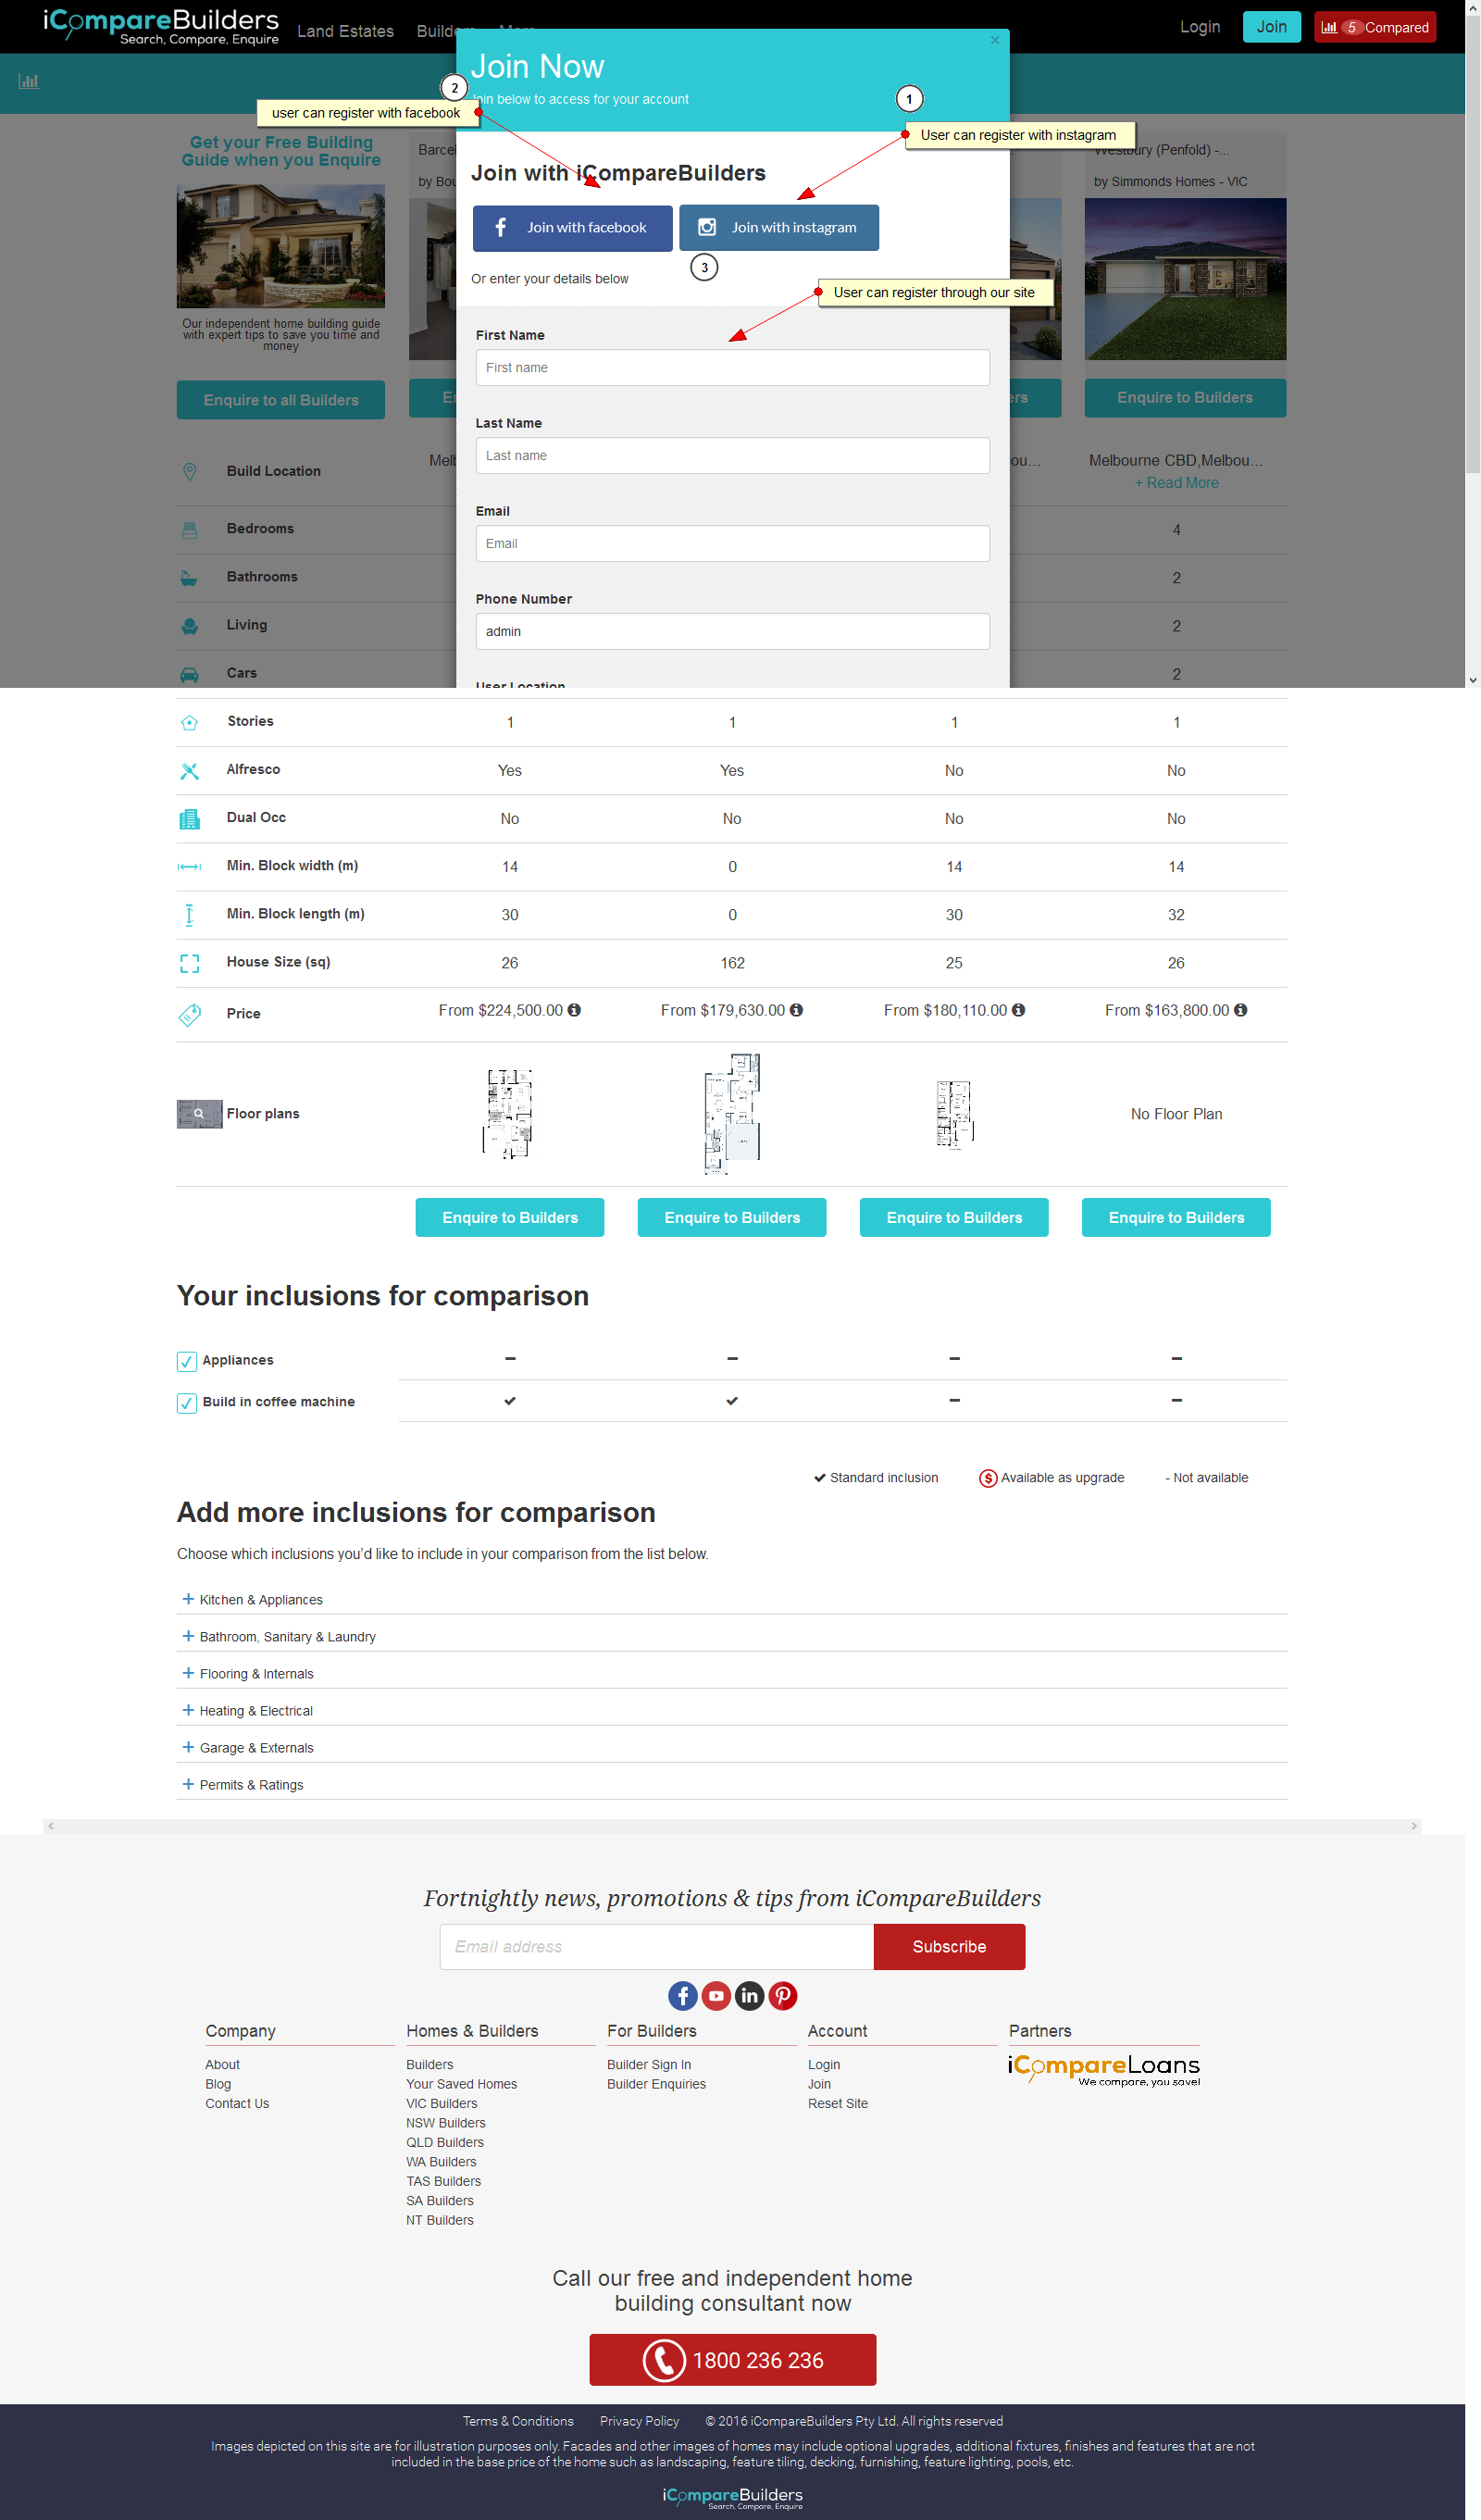 iCompareBuilders
Search, Compare, Enquire
Land Estates
Login
Join
5 Compared
Join Now
Join below to access for your account
2
user can register with facebook
1
User can register with instagram
Get your Free Building
Guide when you Enquire
Our independent home building guide
with expert tips to save you time and
money
Enquire to all Builders
Westbury (Penfold) -...
by Simmonds Homes - VIC
Enquire to Builders
Join with iCompareBuilders
Join with facebook
Join with instagram
3
Or enter your details below
User can register through our site
First Name
First name
Last Name
Last name
Email
Email
Phone Number
admin
User Location
Build Location
Melbourne CBD,Melbou...
+ Read More
Bedrooms 4
Bathrooms 2
Living 2
Cars 2
Stories 1 1 1 1
Alfresco Yes Yes No No
Dual Occ No No No No
Min. Block width (m) 14 0 14 14
Min. Block length (m) 30 0 30 32
House Size (sq) 26 162 25 26
Price From $224,500.00 From $179,630.00 From $180,110.00 From $163,800.00
Floor plans No Floor Plan
Enquire to Builders Enquire to Builders Enquire to Builders Enquire to Builders
Your inclusions for comparison
Appliances - - - -
Build in coffee machine ✓ ✓ - -
✓ Standard inclusion $ Available as upgrade - Not available
Add more inclusions for comparison
Choose which inclusions you'd like to include in your comparison from the list below.
+ Kitchen & Appliances
+ Bathroom, Sanitary & Laundry
+ Flooring & Internals
+ Heating & Electrical
+ Garage & Externals
+ Permits & Ratings
Fortnightly news, promotions & tips from iCompareBuilders
Email address
Subscribe
Company
About
Blog
Contact Us
Homes & Builders
Builders
Your Saved Homes
VIC Builders
NSW Builders
QLD Builders
WA Builders
TAS Builders
SA Builders
NT Builders
For Builders
Builder Sign In
Builder Enquiries
Account
Login
Join
Reset Site
Partners
iCompareLoans
We compare, you save!
Call our free and independent home
building consultant now
1800 236 236
Terms & Conditions Privacy Policy © 2016 iCompareBuilders Pty Ltd. All rights reserved
Images depicted on this site are for illustration purposes only. Facades and other images of homes may include optional upgrades, additional fixtures, finishes and features that are not
included in the base price of the home such as landscaping, feature tiling, decking, furnishing, feature lighting, pools, etc.
iCompareBuilders
Search, Compare, Enquire